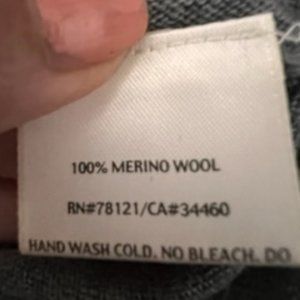 100% MERINO WOOL
RN#78121/CA#34460
HAND WASH COLD. NO BLEACH. DO